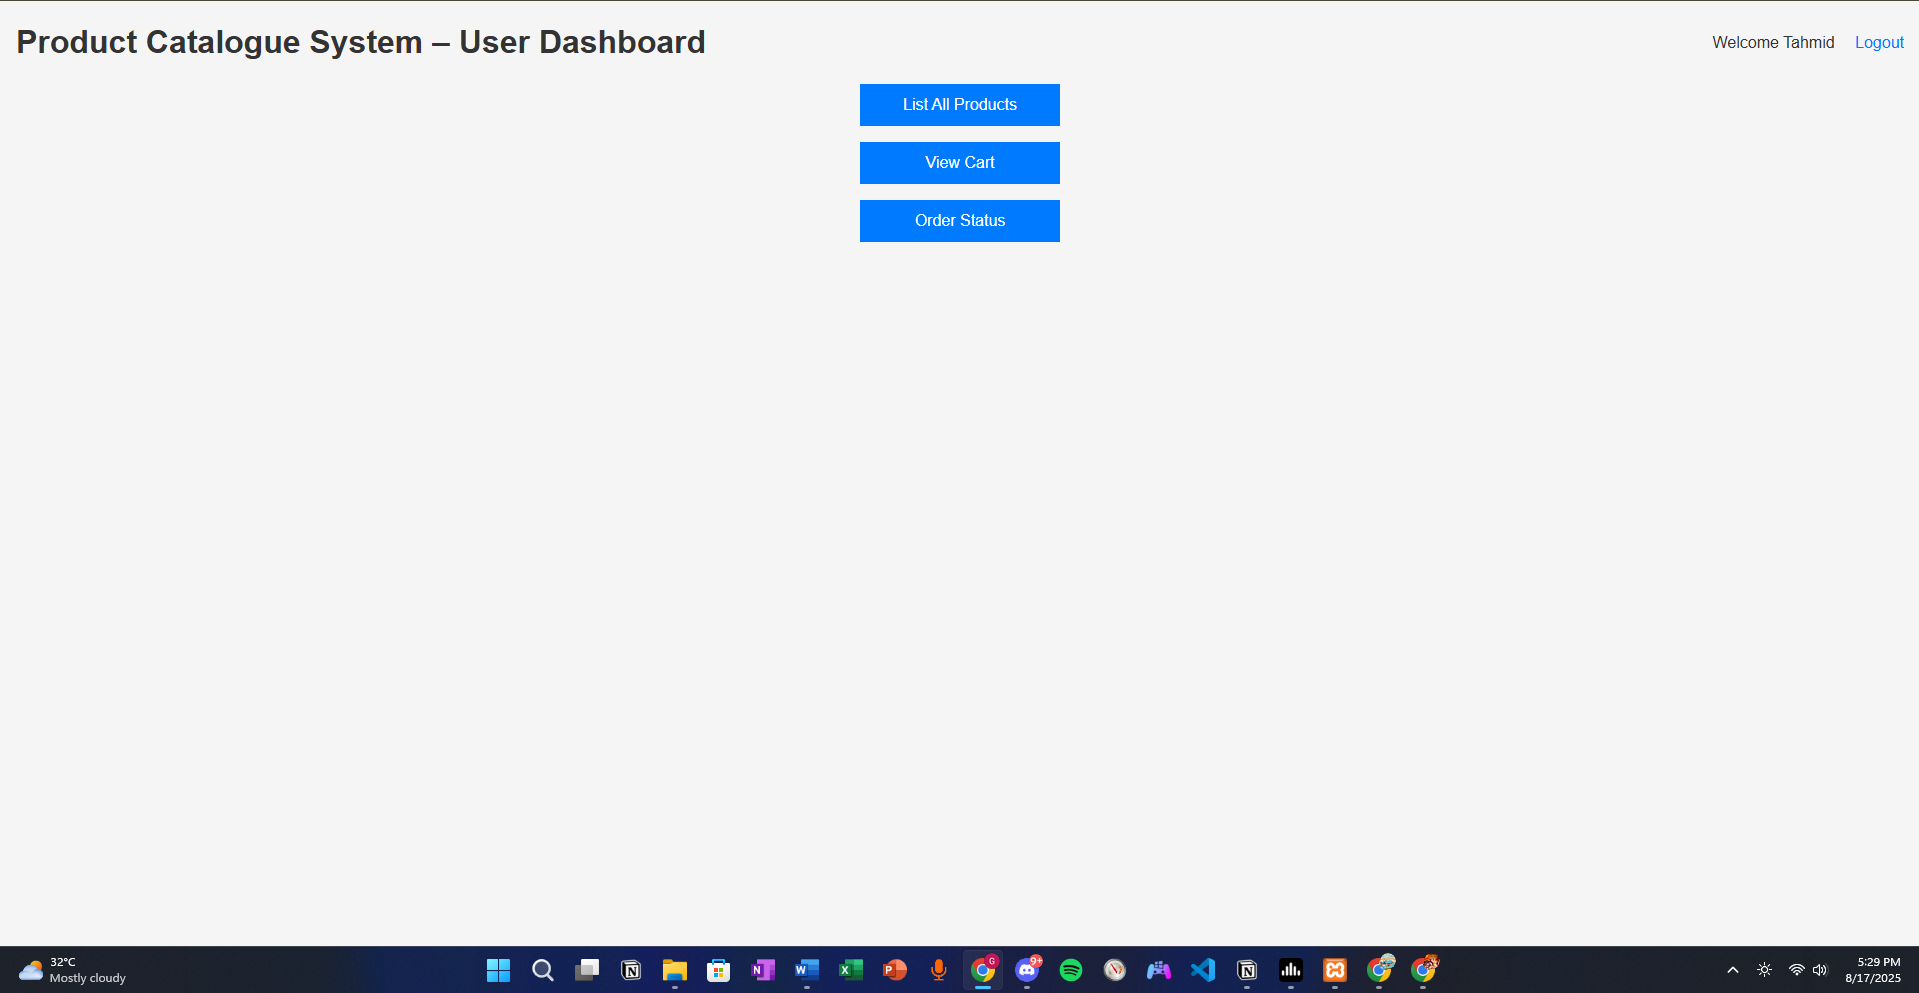 Product Catalogue System – User Dashboard
Welcome Tahmid Logout
List All Products
View Cart
Order Status
32°C
Mostly cloudy
G
9+
5:29 PM
8/17/2025